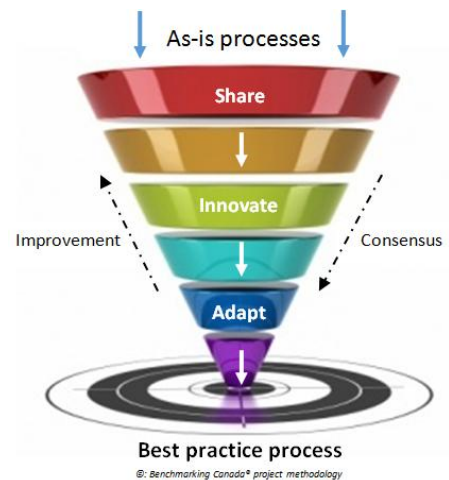 As-is processes
Share
Innovate
Improvement
Consensus
Adapt
Best practice process
©: Benchmarking Canada® project methodology